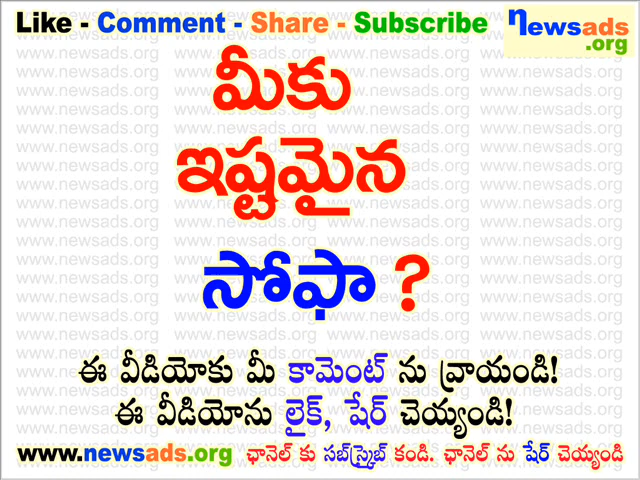 Like - Comment - Share - Subscribe
newsads
.org
మీకు
ఇష్టమైన
సోఫా ?
ఈ వీడియోకు మీ కామెంట్ ను వ్రాయండి!
ఈ వీడియోను లైక్, షేర్ చెయ్యండి!
www.newsads.org ఛానెల్ కు సబ్‌స్క్రైబ్ కండి. ఛానెల్ ను షేర్ చెయ్యండి